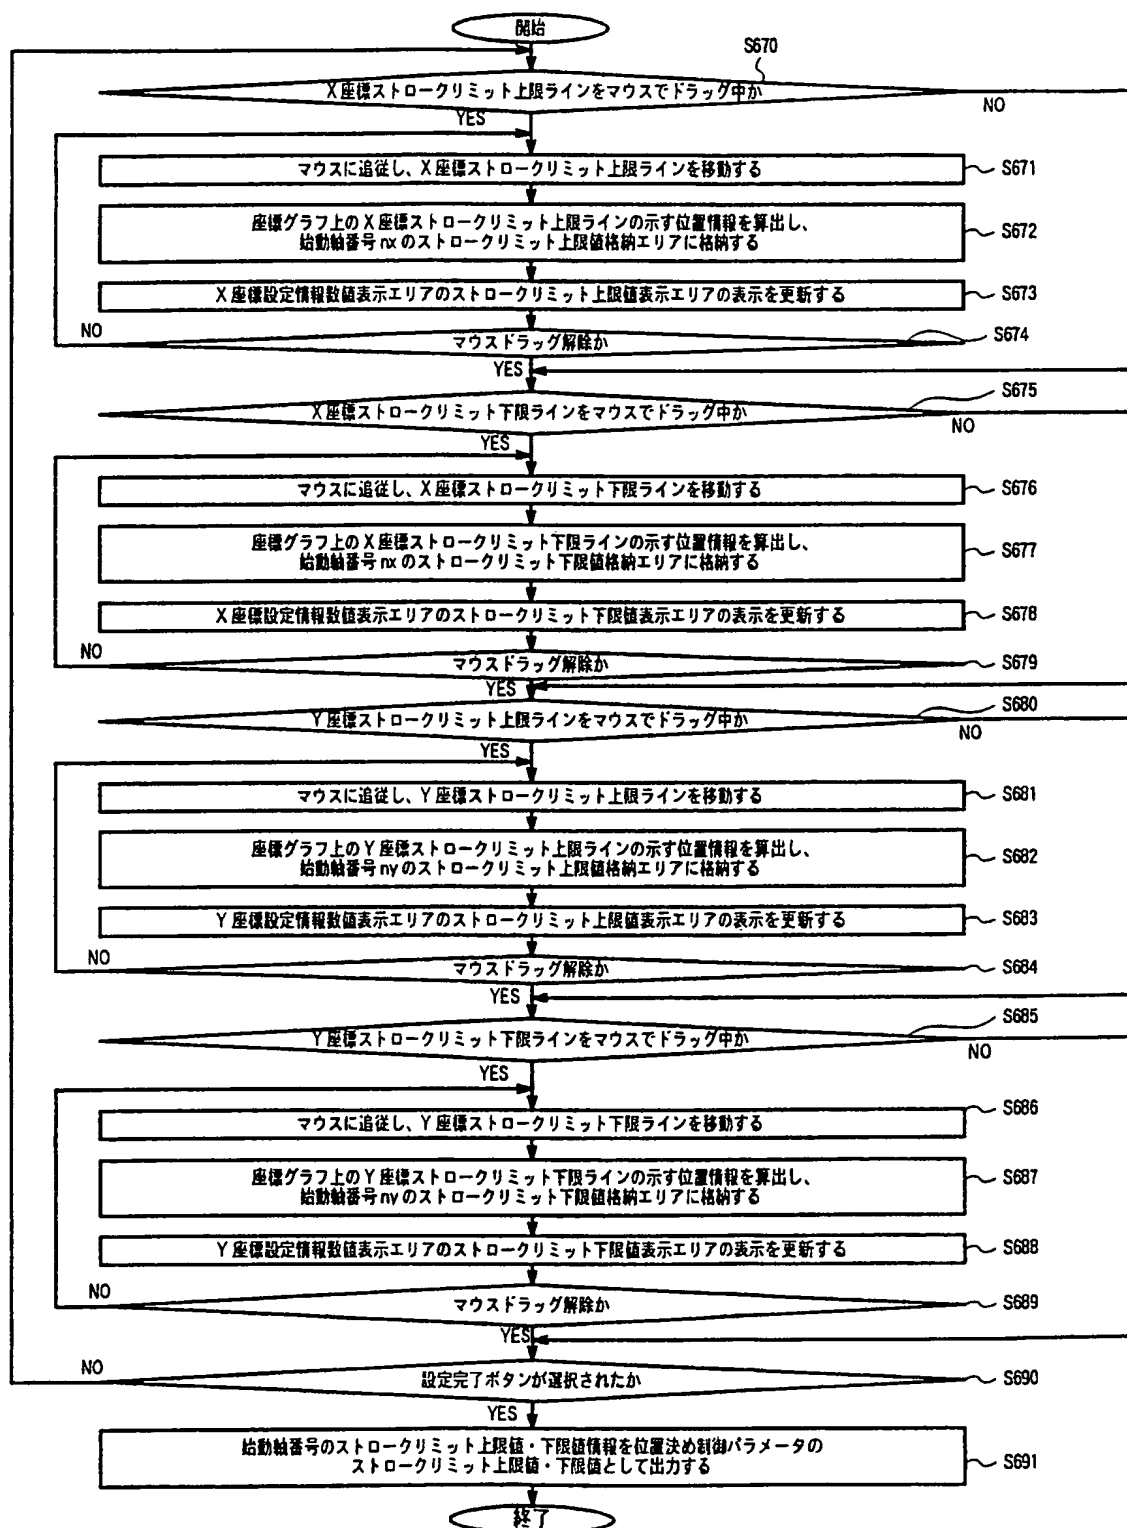 開始
S670
X座標ストロークリミット上限ラインをマウスでドラッグ中か
NO
YES
マウスに追従し、X座標ストロークリミット上限ラインを移動する
S671
座標グラフ上のX座標ストロークリミット上限ラインの示す位置情報を算出し、
始動軸番号nxのストロークリミット上限値格納エリアに格納する
S672
X座標設定情報数値表示エリアのストロークリミット上限値表示エリアの表示を更新する
S673
NO
マウスドラッグ解除か
S674
YES
S675
X座標ストロークリミット下限ラインをマウスでドラッグ中か
NO
YES
マウスに追従し、X座標ストロークリミット下限ラインを移動する
S676
座標グラフ上のX座標ストロークリミット下限ラインの示す位置情報を算出し、
始動軸番号nxのストロークリミット下限値格納エリアに格納する
S677
X座標設定情報数値表示エリアのストロークリミット下限値表示エリアの表示を更新する
S678
NO
マウスドラッグ解除か
S679
YES
S680
Y座標ストロークリミット上限ラインをマウスでドラッグ中か
NO
YES
マウスに追従し、Y座標ストロークリミット上限ラインを移動する
S681
座標グラフ上のY座標ストロークリミット上限ラインの示す位置情報を算出し、
始動軸番号nyのストロークリミット上限値格納エリアに格納する
S682
Y座標設定情報数値表示エリアのストロークリミット上限値表示エリアの表示を更新する
S683
NO
マウスドラッグ解除か
S684
YES
S685
Y座標ストロークリミット下限ラインをマウスでドラッグ中か
NO
YES
マウスに追従し、Y座標ストロークリミット下限ラインを移動する
S686
座標グラフ上のY座標ストロークリミット下限ラインの示す位置情報を算出し、
始動軸番号nyのストロークリミット下限値格納エリアに格納する
S687
Y座標設定情報数値表示エリアのストロークリミット下限値表示エリアの表示を更新する
S688
NO
マウスドラッグ解除か
S689
YES
NO
設定完了ボタンが選択されたか
S690
YES
始動軸番号のストロークリミット上限値・下限値情報を位置決め制御パラメータの
ストロークリミット上限値・下限値として出力する
S691
終了